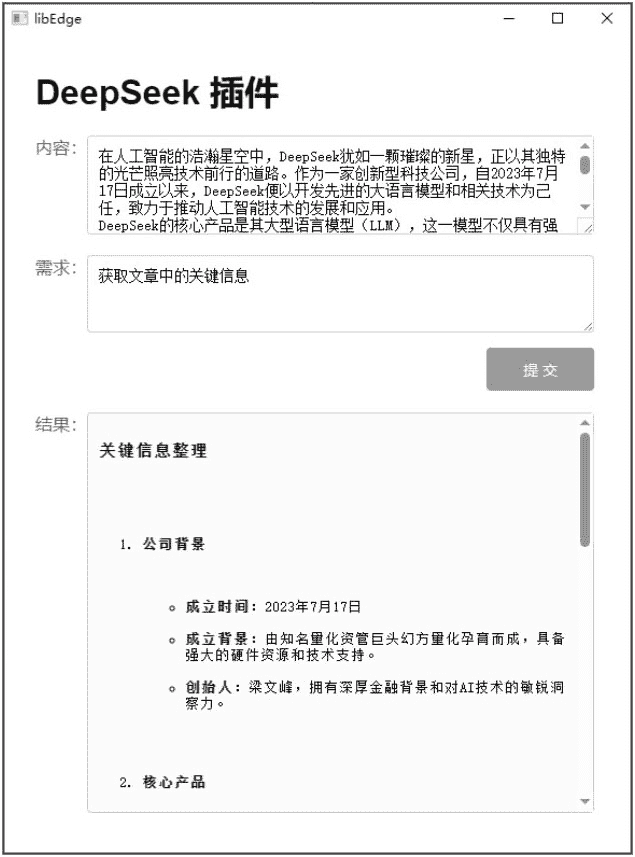 libEdge
DeepSeek 插件
内容：
在人工智能的浩瀚星空中，DeepSeek犹如一颗璀璨的新星，正以其独特
的光芒照亮技术前行的道路。作为一家创新型科技公司，自2023年7月
17日成立以来，DeepSeek便以开发先进的大语言模型和相关技术为己
任，致力于推动人工智能技术的发展和应用。
DeepSeek的核心产品是其大型语言模型（LLM），这一模型不仅具有强
需求：
获取文章中的关键信息
提交
结果：
关键信息整理
1. 公司背景
成立时间：2023年7月17日
成立背景：由知名量化资管巨头幻方量化孕育而成，具备
强大的硬件资源和技术支持。
创始人：梁文峰，拥有深厚金融背景和对AI技术的敏锐洞
察力。
2. 核心产品